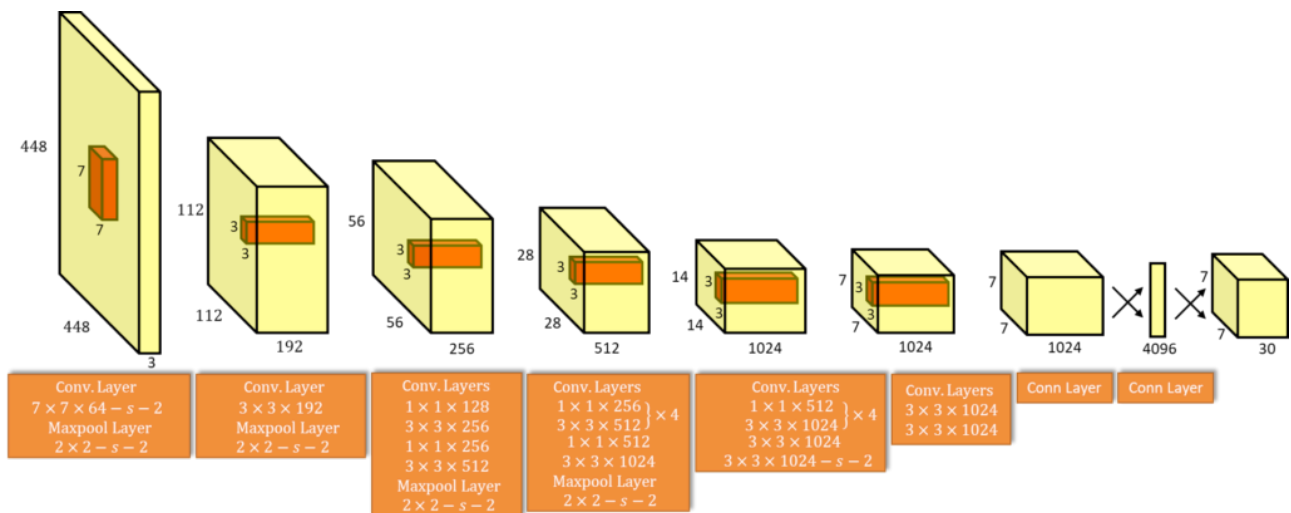 448
7
7
448
3
112
3
3
112
192
56
3
3
56
256
28
3
3
28
512
14
3
3
14
1024
7
3
3
7
1024
7
7
1024
4096
7
7
30
Conv. Layer
7 × 7 × 64 – s – 2
Maxpool Layer
2 × 2 – s – 2
Conv. Layer
3 × 3 × 192
Maxpool Layer
2 × 2 – s – 2
Conv. Layers
1 × 1 × 128
3 × 3 × 256
1 × 1 × 256
3 × 3 × 512
Maxpool Layer
2 × 2 – s – 2
Conv. Layers
1 × 1 × 256
3 × 3 × 512 } × 4
1 × 1 × 512
3 × 3 × 1024
Maxpool Layer
2 × 2 – s – 2
Conv. Layers
1 × 1 × 512
3 × 3 × 1024 } × 4
3 × 3 × 1024
3 × 3 × 1024 – s – 2
Conv. Layers
3 × 3 × 1024
3 × 3 × 1024
Conn Layer
Conn Layer